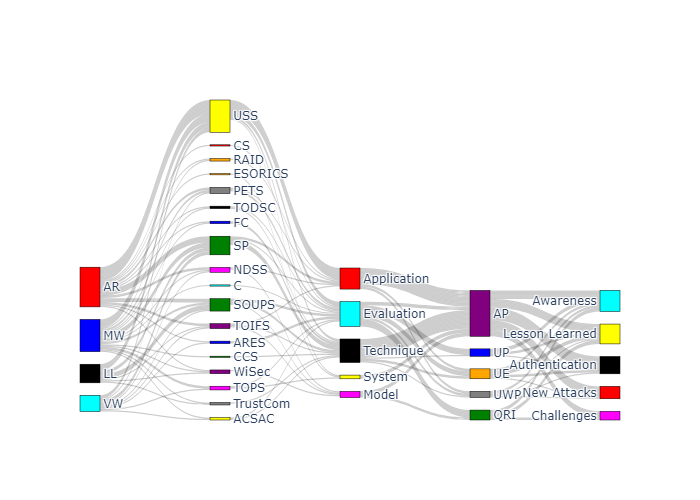 AR
MW
LL
VW
USS
CS
RAID
ESORICS
PETS
TODSC
FC
SP
NDSS
C
SOUPS
TOIFS
ARES
CCS
WiSec
TOPS
TrustCom
ACSAC
Application
Evaluation
Technique
System
Model
AP
UP
UE
UWP
QRI
Awareness
Lesson Learned
Authentication
New Attacks
Challenges